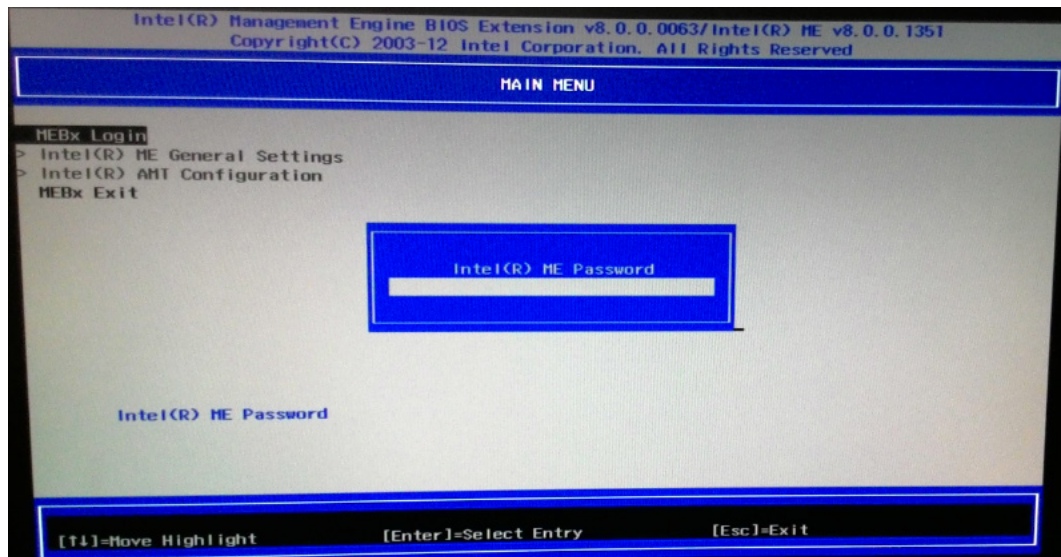 Intel(R) Management Engine BIOS Extension v8.0.0.0063/Intel(R) ME v8.0.0.1351
Copyright(C) 2003-12 Intel Corporation. All Rights Reserved
MAIN MENU
MEBx Login
> Intel(R) ME General Settings
> Intel(R) AMT Configuration
MEBx Exit
Intel(R) ME Password
Intel(R) ME Password
[↑↓]=Move Highlight [Enter]=Select Entry [Esc]=Exit